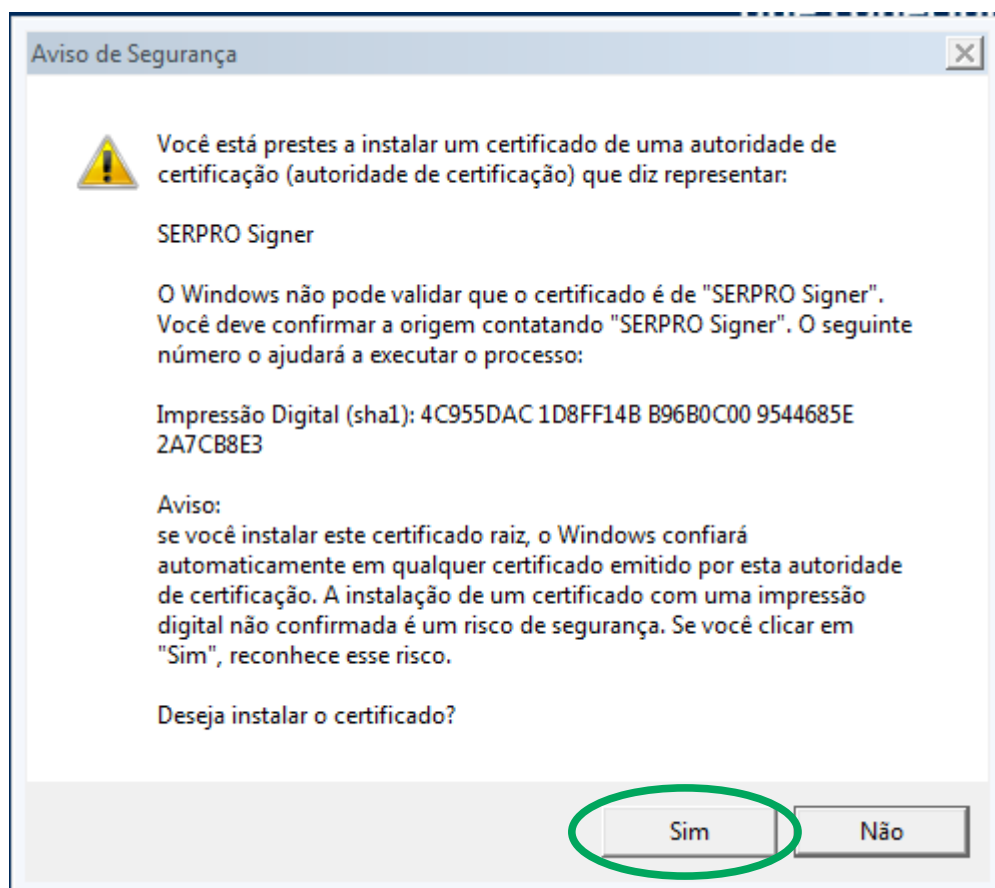 Aviso de Segurança
Você está prestes a instalar um certificado de uma autoridade de
certificação (autoridade de certificação) que diz representar:
SERPRO Signer
O Windows não pode validar que o certificado é de "SERPRO Signer".
Você deve confirmar a origem contatando "SERPRO Signer". O seguinte
número o ajudará a executar o processo:
Impressão Digital (sha1): 4C955DAC 1D8FF14B B96B0C00 9544685E
2A7CB8E3
Aviso:
se você instalar este certificado raiz, o Windows confiará
automaticamente em qualquer certificado emitido por esta autoridade
de certificação. A instalação de um certificado com uma impressão
digital não confirmada é um risco de segurança. Se você clicar em
"Sim", reconhece esse risco.
Deseja instalar o certificado?
Sim
Não